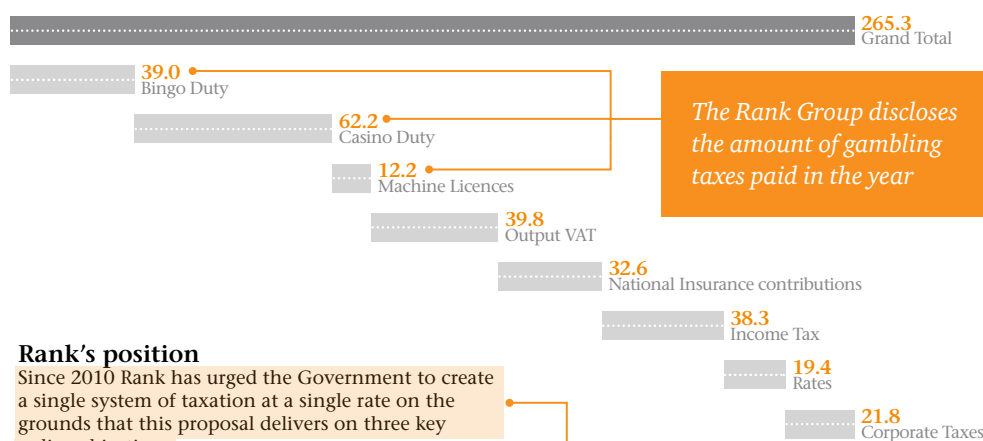 265.3
Grand Total
39.0
Bingo Duty
62.2
Casino Duty
12.2
Machine Licences
The Rank Group discloses
the amount of gambling
taxes paid in the year
39.8
Output VAT
32.6
National Insurance contributions
38.3
Income Tax
19.4
Rates
21.8
Corporate Taxes
Rank’s position
Since 2010 Rank has urged the Government to create
a single system of taxation at a single rate on the
grounds that this proposal delivers on three key